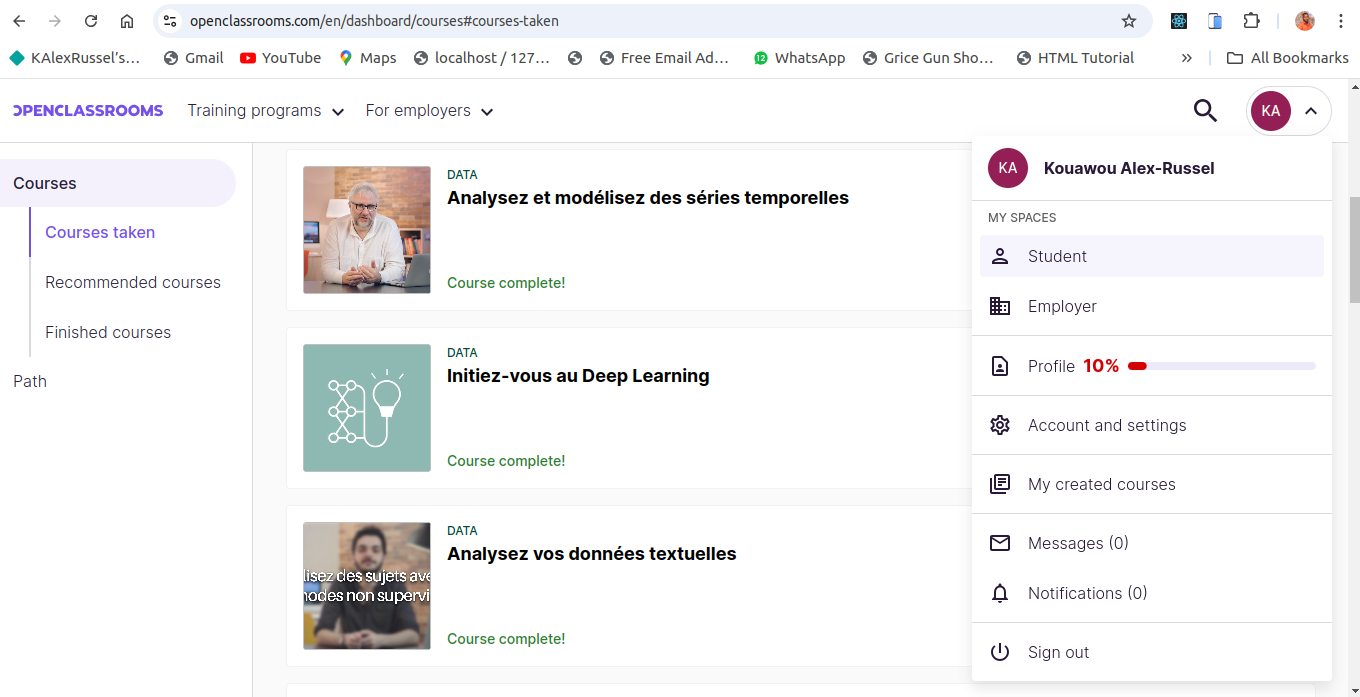 openclassrooms.com/en/dashboard/courses#courses-taken
KAlexRussel's…
Gmail
YouTube
Maps
localhost / 127…
Free Email Ad…
12
WhatsApp
Grice Gun Sho…
HTML Tutorial
»
All Bookmarks
OPENCLASSROOMS
Training programs
For employers
KA
Courses
Courses taken
Recommended courses
Finished courses
Path
DATA
Analysez et modélisez des séries temporelles
Course complete!
DATA
Initiez-vous au Deep Learning
Course complete!
lisez des sujets ave
hodes non supervi
DATA
Analysez vos données textuelles
Course complete!
KA
Kouawou Alex-Russel
MY SPACES
Student
Employer
Profile 10%
Account and settings
My created courses
Messages (0)
Notifications (0)
Sign out